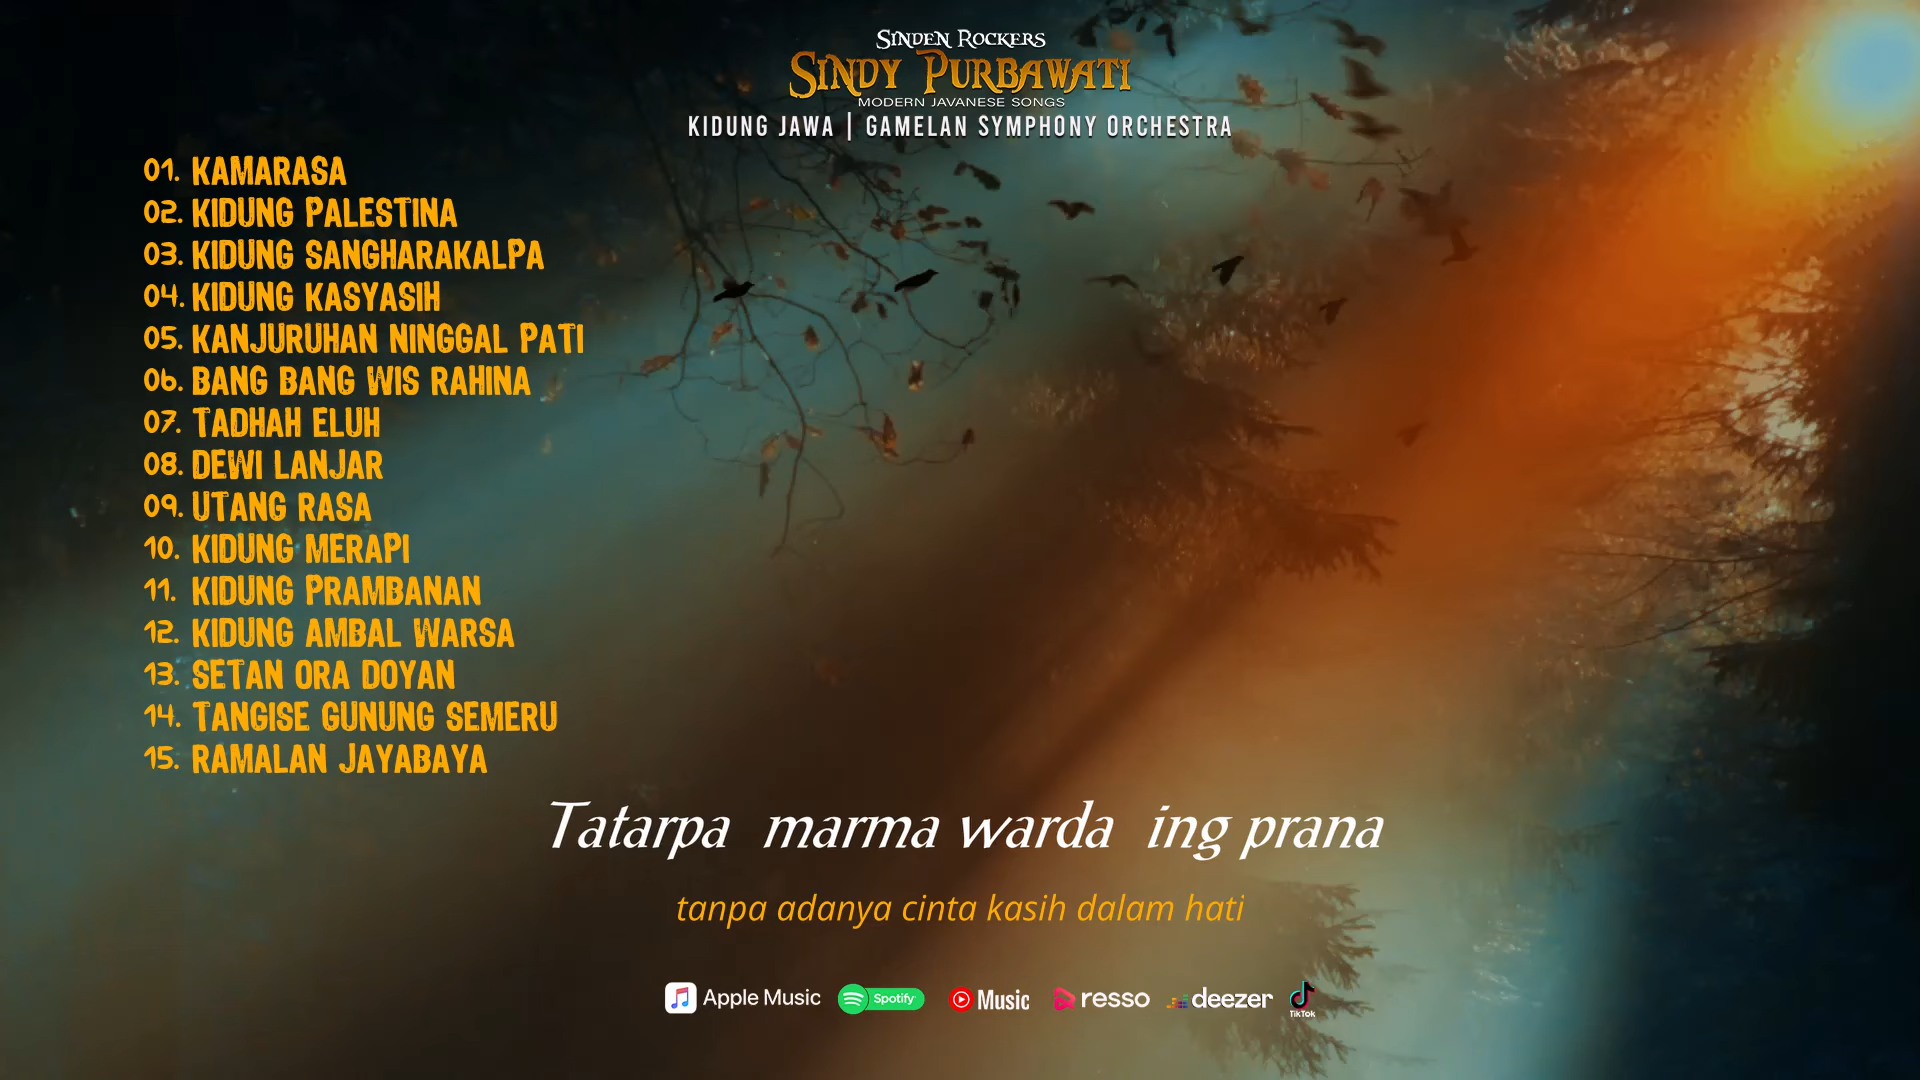 SINDEN ROCKERS
SINDY PURBAWATI
MODERN JAVANESE SONGS
KIDUNG JAWA | GAMELAN SYMPHONY ORCHESTRA
01. KAMARASA
02. KIDUNG PALESTINA
03. KIDUNG SANGHARAKALPA
04. KIDUNG KASYASIH
05. KANJURUHAN NINGGAL PATI
06. BANG BANG WIS RAHINA
07. TADHAH ELUH
08. DEWI LANJAR
09. UTANG RASA
10. KIDUNG MERAPI
11. KIDUNG PRAMBANAN
12. KIDUNG AMBAL WARSA
13. SETAN ORA DOYAN
14. TANGISE GUNUNG SEMERU
15. RAMALAN JAYABAYA
Tatarpa marma warda ing prana
tanpa adanya cinta kasih dalam hati
Apple Music Spotify Music resso deezer TikTok